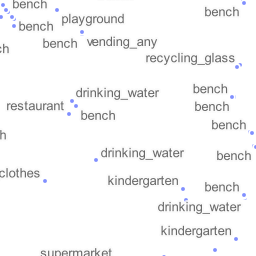 bench
bench
playground
bench
bench
vending_any
ch
recycling_glass
bench
drinking_water
restaurant
bench
bench
bench
h
drinking_water
bench
clothes
kindergarten
bench
drinking_water
kindergarten
supermarket